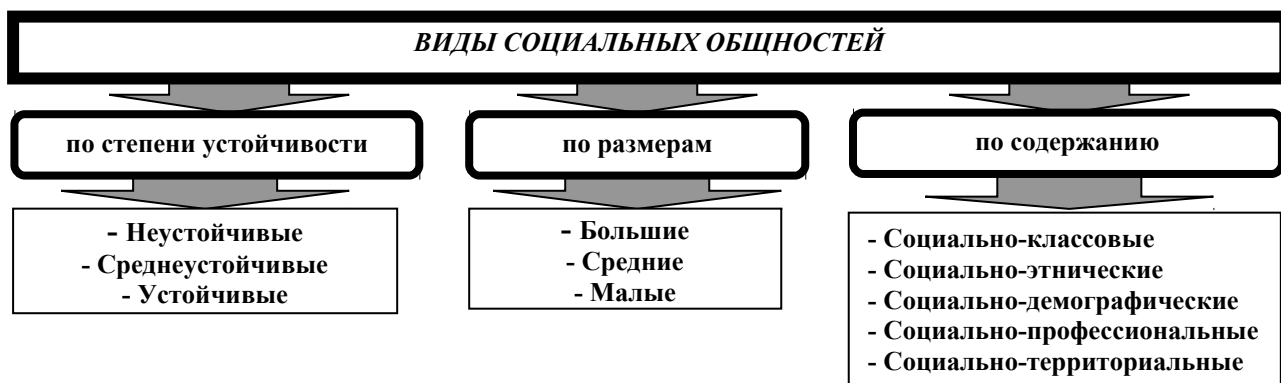 ВИДЫ СОЦИАЛЬНЫХ ОБЩНОСТЕЙ
по степени устойчивости
- Неустойчивые
- Среднеустойчивые
- Устойчивые
по размерам
- Большие
- Средние
- Малые
по содержанию
- Социально-классовые
- Социально-этнические
- Социально-демографические
- Социально-профессиональные
- Социально-территориальные